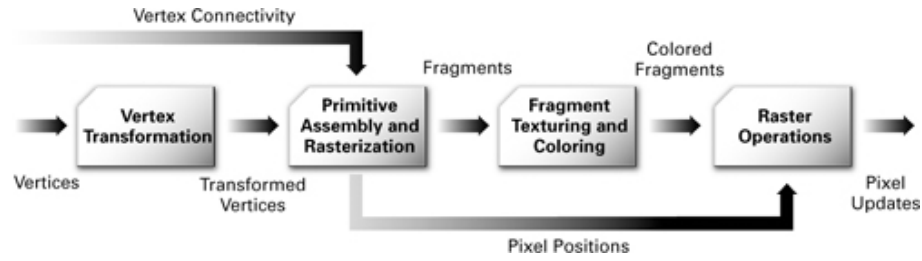 Vertex Connectivity
Fragments
Colored
Fragments
Vertex
Transformation
Primitive
Assembly and
Rasterization
Fragment
Texturing and
Coloring
Raster
Operations
Vertices
Transformed
Vertices
Pixel
Updates
Pixel Positions